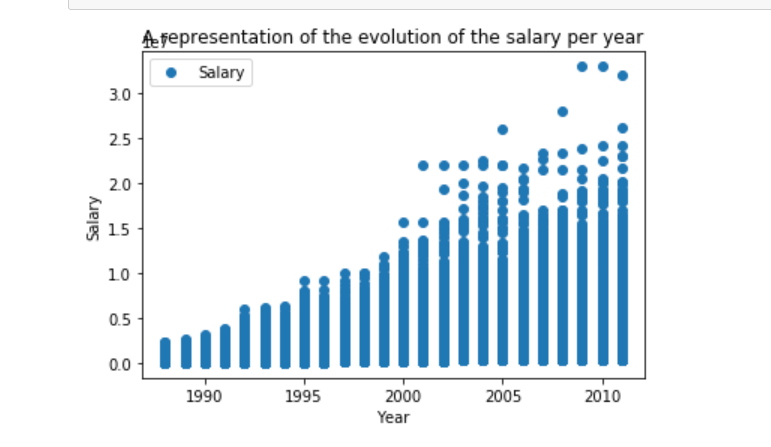 A representation of the evolution of the salary per year
1e7
Salary
3.0
2.5
2.0
1.5
1.0
0.5
0.0
Salary
1990
1995
2000
2005
2010
Year